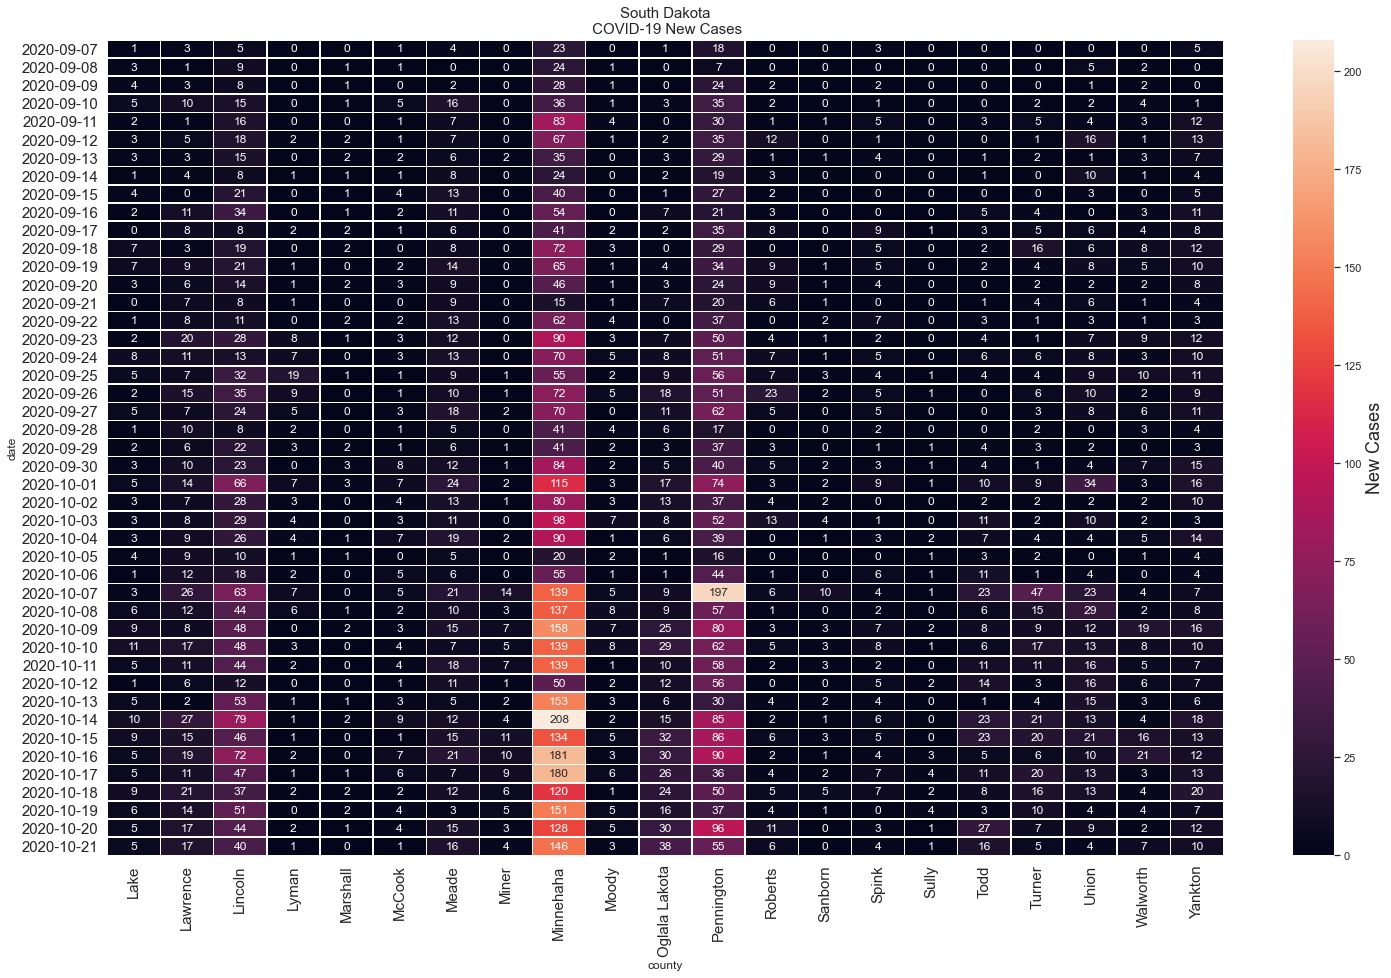 South Dakota
COVID-19 New Cases
2020-09-07 1 3 5 0 0 1 4 0 23 0 1 18 0 0 3 0 0 0 0 0 5
2020-09-08 3 1 9 0 1 1 0 0 24 1 0 7 0 0 0 0 0 0 5 2 0
2020-09-09 4 3 8 0 1 0 2 0 28 1 0 24 2 0 2 0 0 0 1 2 0
2020-09-10 5 10 15 0 1 5 16 0 36 1 3 35 2 0 1 0 0 2 2 4 1
2020-09-11 2 1 16 0 0 1 7 0 83 4 0 30 1 1 5 0 3 5 4 3 12
2020-09-12 3 5 18 2 2 1 7 0 67 1 2 35 12 0 1 0 0 1 16 1 13
2020-09-13 3 3 15 0 2 2 6 2 35 0 3 29 1 1 4 0 1 2 1 3 7
2020-09-14 1 4 8 1 1 1 8 0 24 0 2 19 3 0 0 0 1 0 10 1 4
2020-09-15 4 0 21 0 1 4 13 0 40 0 1 27 2 0 0 0 0 0 3 0 5
2020-09-16 2 11 34 0 1 2 11 0 54 0 7 21 3 0 0 0 5 4 0 3 11
2020-09-17 0 8 8 2 2 1 6 0 41 2 2 35 8 0 9 1 3 5 6 4 8
2020-09-18 7 3 19 0 2 0 8 0 72 3 0 29 0 0 5 0 2 16 6 8 12
2020-09-19 7 9 21 1 0 2 14 0 65 1 4 34 9 1 5 0 2 4 8 5 10
2020-09-20 3 6 14 1 2 3 9 0 46 1 3 24 9 1 4 0 0 2 2 2 8
2020-09-21 0 7 8 1 0 0 9 0 15 1 7 20 6 1 0 0 1 4 6 1 4
2020-09-22 1 8 11 0 2 2 13 0 62 4 0 37 0 2 7 0 3 1 3 1 3
2020-09-23 2 20 28 8 1 3 12 0 90 3 7 50 4 1 2 0 4 1 7 9 12
2020-09-24 8 11 13 7 0 3 13 0 70 5 8 51 7 1 5 0 6 6 8 3 10
2020-09-25 5 7 32 19 1 1 9 1 55 2 9 56 7 3 4 1 4 4 9 10 11
2020-09-26 2 15 35 9 0 1 10 1 72 5 18 51 23 2 5 1 0 6 10 2 9
2020-09-27 5 7 24 5 0 3 18 2 70 0 11 62 5 0 5 0 0 3 8 6 11
2020-09-28 1 10 8 2 0 1 5 0 41 4 6 17 0 0 2 0 0 0 2 3 4
2020-09-29 2 6 22 3 2 1 6 1 41 2 3 37 3 0 1 1 4 3 2 0 3
2020-09-30 3 10 23 0 3 8 12 1 84 2 5 40 5 2 3 1 4 1 4 7 15
2020-10-01 5 14 66 7 3 7 24 2 115 3 17 74 3 2 9 1 10 9 34 3 16
2020-10-02 3 7 28 3 0 4 13 1 80 3 13 37 4 2 0 0 2 2 2 2 10
2020-10-03 3 8 29 4 0 3 11 0 98 7 8 52 13 4 1 0 11 2 10 2 3
2020-10-04 3 9 26 4 1 7 19 2 90 1 6 39 0 1 3 2 7 4 4 5 14
2020-10-05 4 9 10 1 1 0 5 0 20 2 1 16 0 0 0 1 3 2 0 1 4
2020-10-06 1 12 18 2 0 5 6 0 55 1 1 44 1 0 6 1 11 1 4 0 4
2020-10-07 3 26 63 7 0 5 21 14 139 5 9 197 6 10 4 1 23 47 23 4 7
2020-10-08 6 12 44 6 1 2 10 3 137 8 9 57 1 0 2 0 6 15 29 2 8
2020-10-09 9 8 48 0 2 3 15 7 158 7 25 80 3 3 7 2 8 9 12 19 16
2020-10-10 11 17 48 3 0 4 7 5 139 8 29 62 5 3 8 1 6 17 13 8 10
2020-10-11 5 11 44 2 0 4 18 7 139 1 10 58 2 3 2 0 11 11 16 5 7
2020-10-12 1 6 12 0 0 1 11 1 50 2 12 56 0 0 5 2 14 3 16 6 7
2020-10-13 5 2 53 1 1 3 5 2 153 3 6 30 4 2 4 0 1 4 15 3 6
2020-10-14 10 27 79 1 2 9 12 4 208 2 15 85 2 1 6 0 23 21 13 4 18
2020-10-15 9 15 46 1 0 1 15 11 134 5 32 86 6 3 5 0 23 20 21 16 13
2020-10-16 5 19 72 2 0 7 21 10 181 3 30 90 2 1 4 3 5 6 10 21 12
2020-10-17 5 11 47 1 1 6 7 9 180 6 26 36 4 2 7 4 11 20 13 3 13
2020-10-18 9 21 37 2 2 2 12 6 120 1 24 50 5 5 7 2 8 16 13 4 20
2020-10-19 6 14 51 0 2 4 3 5 151 5 16 37 4 1 0 4 3 10 4 4 7
2020-10-20 5 17 44 2 1 4 15 3 128 5 30 96 11 0 3 1 27 7 9 2 12
2020-10-21 5 17 40 1 0 1 16 4 146 3 38 55 6 0 4 1 16 5 4 7 10
date
Lake Lawrence Lincoln Lyman Marshall McCook Meade Miner Minnehaha Moody Oglala Lakota Pennington Roberts Sanborn Spink Sully Todd Turner Union Walworth Yankton
county
200
175
150
125
100
75
50
25
0
New Cases